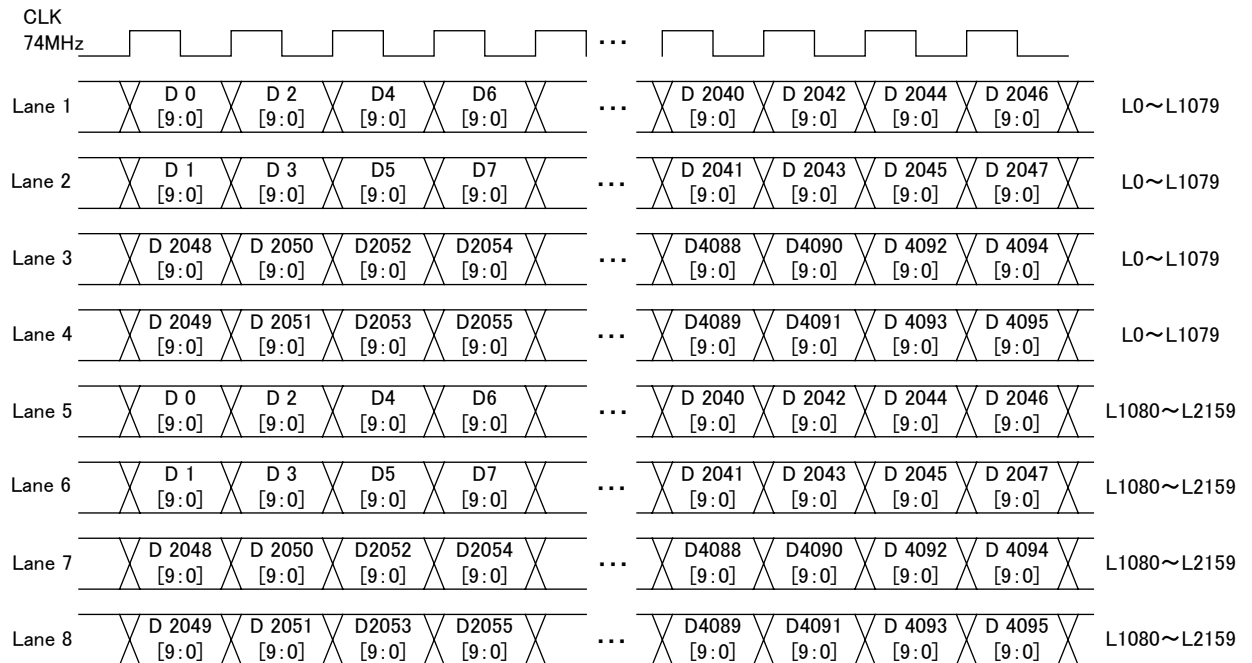 CLK
74MHz
...
Lane 1 D 0 D 2 D4 D6 ... D 2040 D 2042 D 2044 D 2046 L0～L1079
[9:0] [9:0] [9:0] [9:0] [9:0] [9:0] [9:0] [9:0]
Lane 2 D 1 D 3 D5 D7 ... D 2041 D 2043 D 2045 D 2047 L0～L1079
[9:0] [9:0] [9:0] [9:0] [9:0] [9:0] [9:0] [9:0]
Lane 3 D 2048 D 2050 D2052 D2054 ... D4088 D4090 D 4092 D 4094 L0～L1079
[9:0] [9:0] [9:0] [9:0] [9:0] [9:0] [9:0] [9:0]
Lane 4 D 2049 D 2051 D2053 D2055 ... D4089 D4091 D 4093 D 4095 L0～L1079
[9:0] [9:0] [9:0] [9:0] [9:0] [9:0] [9:0] [9:0]
Lane 5 D 0 D 2 D4 D6 ... D 2040 D 2042 D 2044 D 2046 L1080～L2159
[9:0] [9:0] [9:0] [9:0] [9:0] [9:0] [9:0] [9:0]
Lane 6 D 1 D 3 D5 D7 ... D 2041 D 2043 D 2045 D 2047 L1080～L2159
[9:0] [9:0] [9:0] [9:0] [9:0] [9:0] [9:0] [9:0]
Lane 7 D 2048 D 2050 D2052 D2054 ... D4088 D4090 D 4092 D 4094 L1080～L2159
[9:0] [9:0] [9:0] [9:0] [9:0] [9:0] [9:0] [9:0]
Lane 8 D 2049 D 2051 D2053 D2055 ... D4089 D4091 D 4093 D 4095 L1080～L2159
[9:0] [9:0] [9:0] [9:0] [9:0] [9:0] [9:0] [9:0]